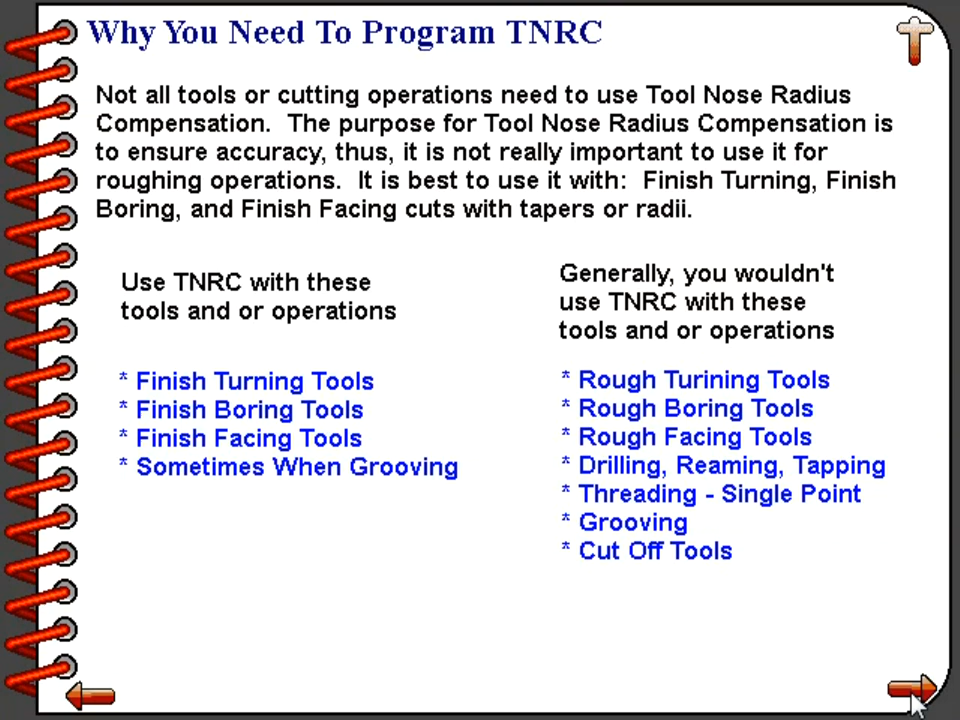 Why You Need To Program TNRC
Not all tools or cutting operations need to use Tool Nose Radius
Compensation.  The purpose for Tool Nose Radius Compensation is
to ensure accuracy, thus, it is not really important to use it for
roughing operations.  It is best to use it with:  Finish Turning, Finish
Boring, and Finish Facing cuts with tapers or radii.
Use TNRC with these
tools and or operations
* Finish Turning Tools
* Finish Boring Tools
* Finish Facing Tools
* Sometimes When Grooving
Generally, you wouldn't
use TNRC with these
tools and or operations
* Rough Turining Tools
* Rough Boring Tools
* Rough Facing Tools
* Drilling, Reaming, Tapping
* Threading - Single Point
* Grooving
* Cut Off Tools